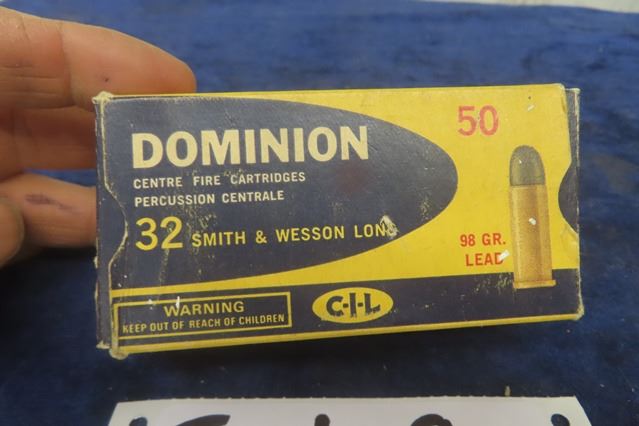 DOMINION
CENTRE FIRE CARTRIDGES
PERCUSSION CENTRALE
32 SMITH & WESSON LONG
50
98 GR.
LEAD
WARNING
KEEP OUT OF REACH OF CHILDREN
C-I-L